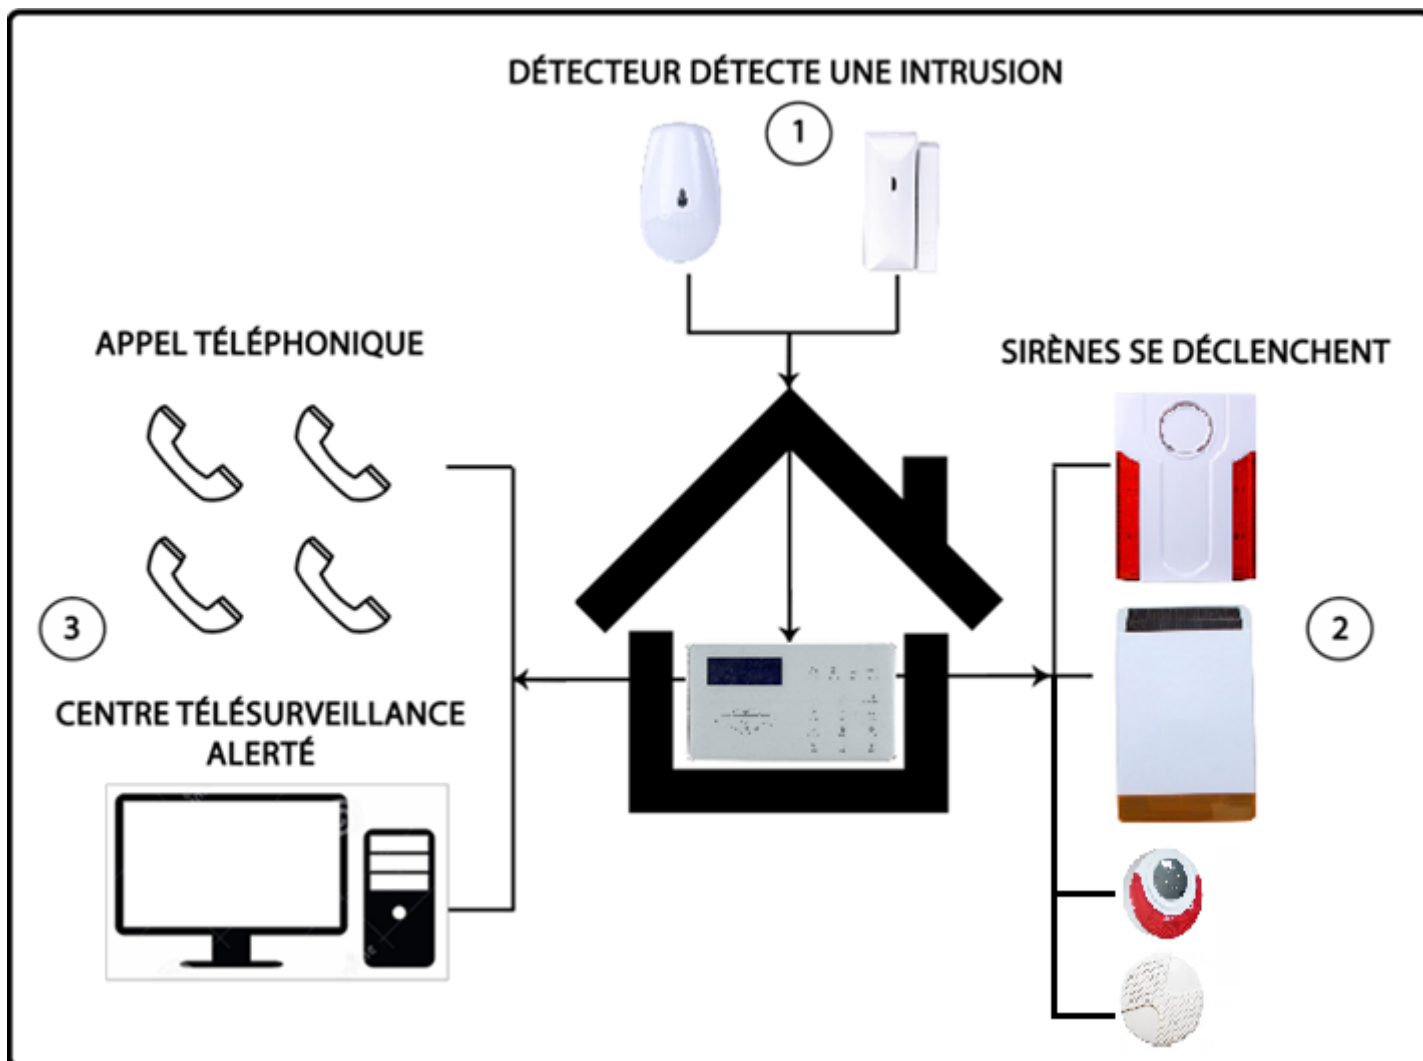 DÉTECTEUR DÉTECTE UNE INTRUSION
1
APPEL TÉLÉPHONIQUE
SIRÈNES SE DÉCLENCHENT
3
2
CENTRE TÉLÉSURVEILLANCE
ALERTÉ